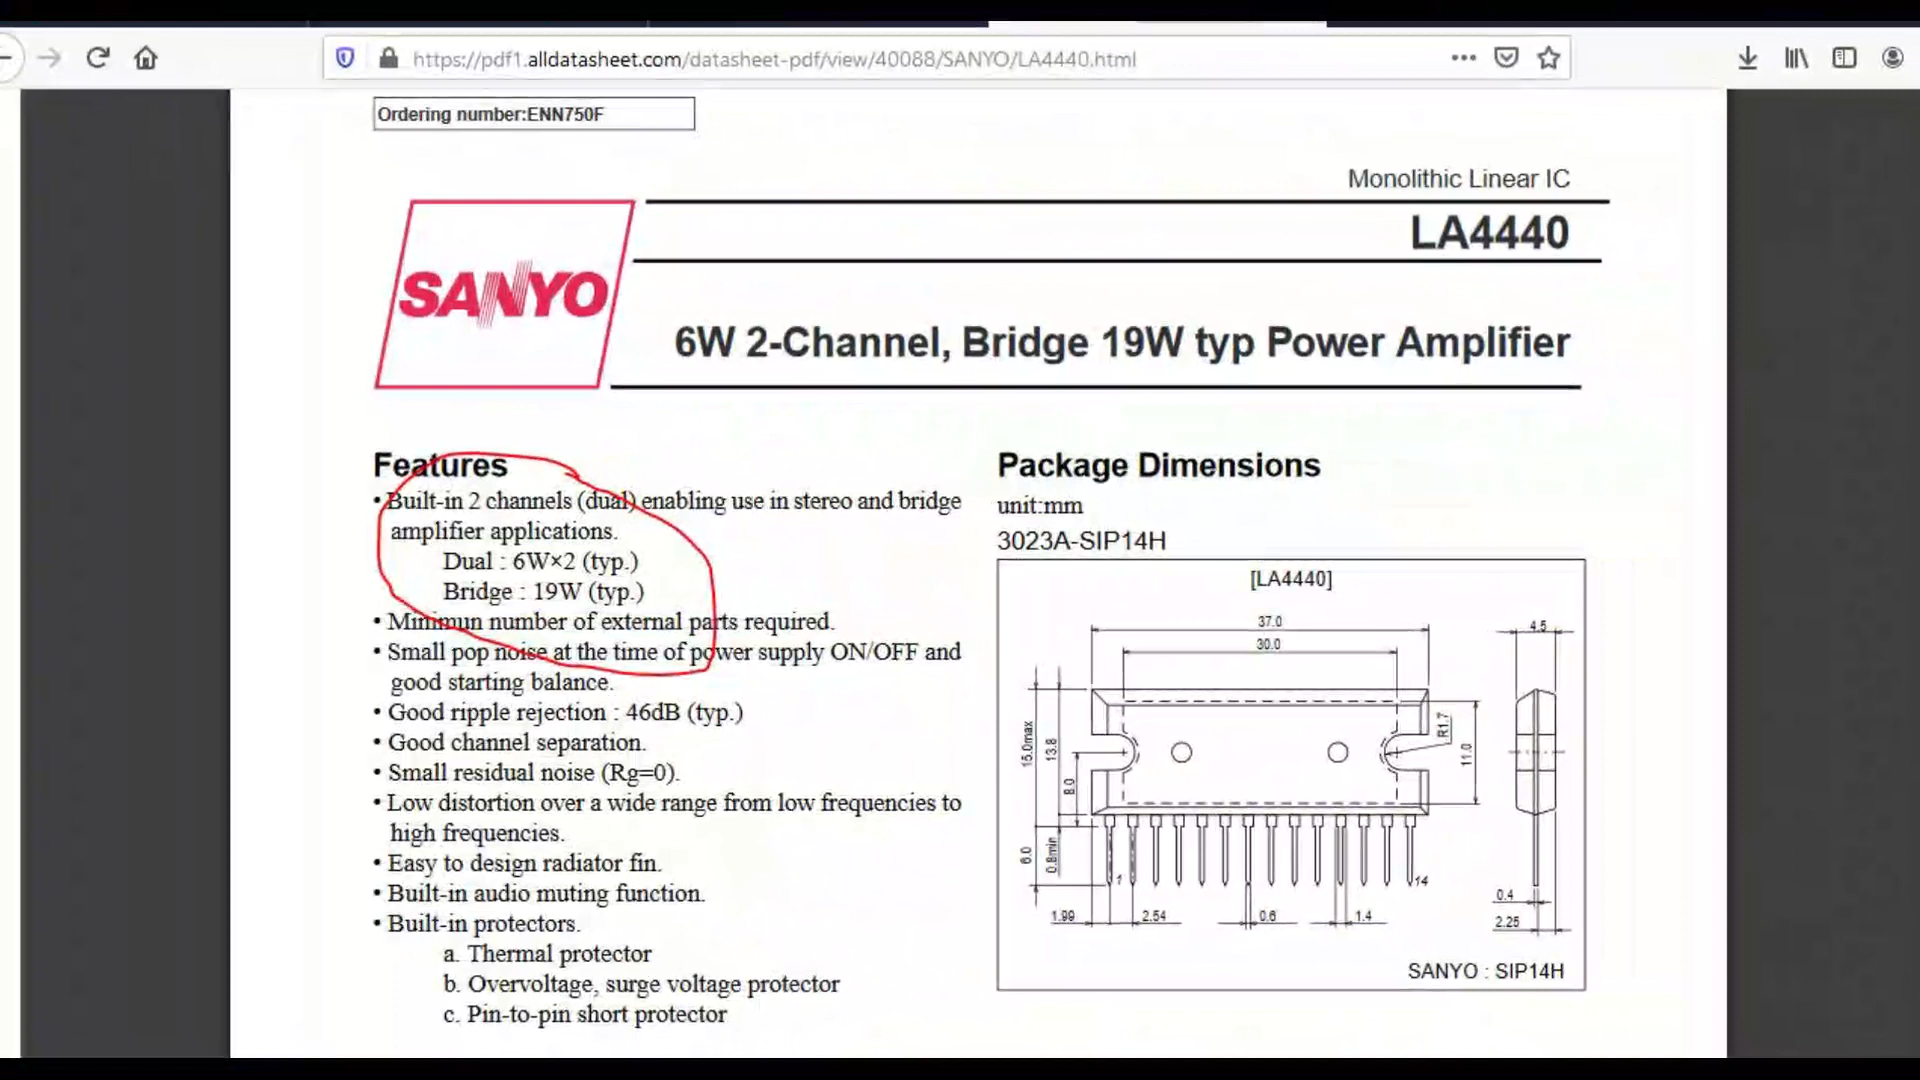 https://pdf1.alldatasheet.com/datasheet-pdf/view/40088/SANYO/LA4440.html
Ordering number:ENN750F
Monolithic Linear IC
LA4440
SANYO
6W 2-Channel, Bridge 19W typ Power Amplifier
Features
• Built-in 2 channels (dual) enabling use in stereo and bridge
amplifier applications.
Dual : 6W×2 (typ.)
Bridge : 19W (typ.)
• Minimun number of external parts required.
• Small pop noise at the time of power supply ON/OFF and
good starting balance.
• Good ripple rejection : 46dB (typ.)
• Good channel separation.
• Small residual noise (Rg=0).
• Low distortion over a wide range from low frequencies to
high frequencies.
• Easy to design radiator fin.
• Built-in audio muting function.
• Built-in protectors.
a. Thermal protector
b. Overvoltage, surge voltage protector
c. Pin-to-pin short protector
Package Dimensions
unit:mm
3023A-SIP14H
[LA4440]
37.0
30.0
4.5
15.0max
13.8
8.0
R1.7
11.0
6.0
0.8min
1
14
1.99
2.54
0.6
1.4
0.4
2.25
SANYO : SIP14H